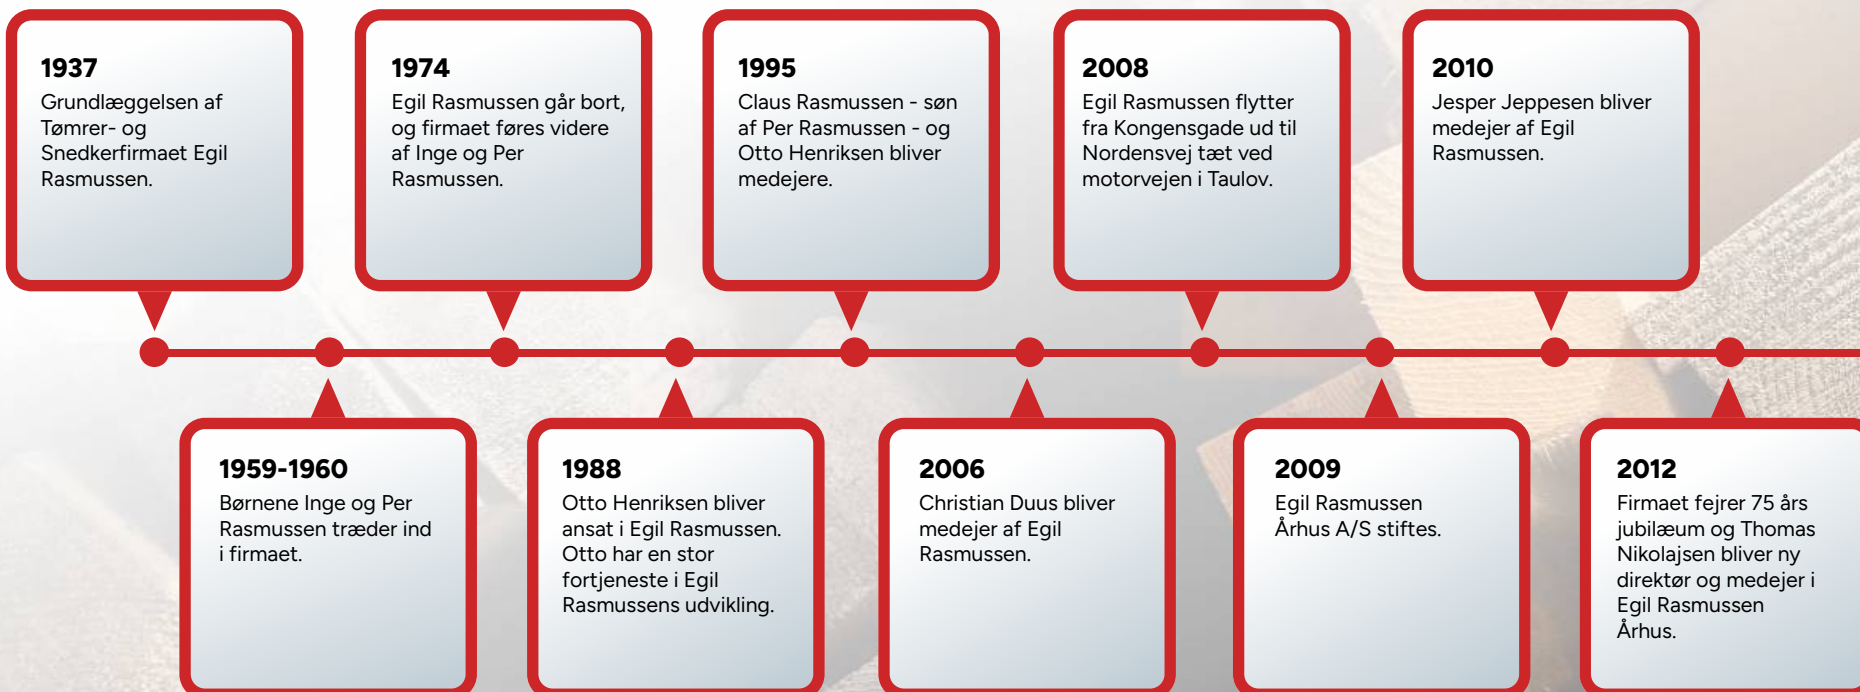 1937
Grundlæggelsen af
Tømrer- og
Snedkerfirmaet Egil
Rasmussen.
1959-1960
Børnene Inge og Per
Rasmussen træder ind
i firmaet.
1974
Egil Rasmussen går bort,
og firmaet føres videre
af Inge og Per
Rasmussen.
1988
Otto Henriksen bliver
ansat i Egil Rasmussen.
Otto har en stor
fortjeneste i Egil
Rasmussens udvikling.
1995
Claus Rasmussen - søn
af Per Rasmussen - og
Otto Henriksen bliver
medejere.
2006
Christian Duus bliver
medejer af Egil
Rasmussen.
2008
Egil Rasmussen flytter
fra Kongensgade ud til
Nordensvej tæt ved
motorvejen i Taulov.
2009
Egil Rasmussen
Århus A/S stiftes.
2010
Jesper Jeppesen bliver
medejer af Egil
Rasmussen.
2012
Firmaet fejrer 75 års
jubilæum og Thomas
Nikolajsen bliver ny
direktør og medejer i
Egil Rasmussen
Århus.